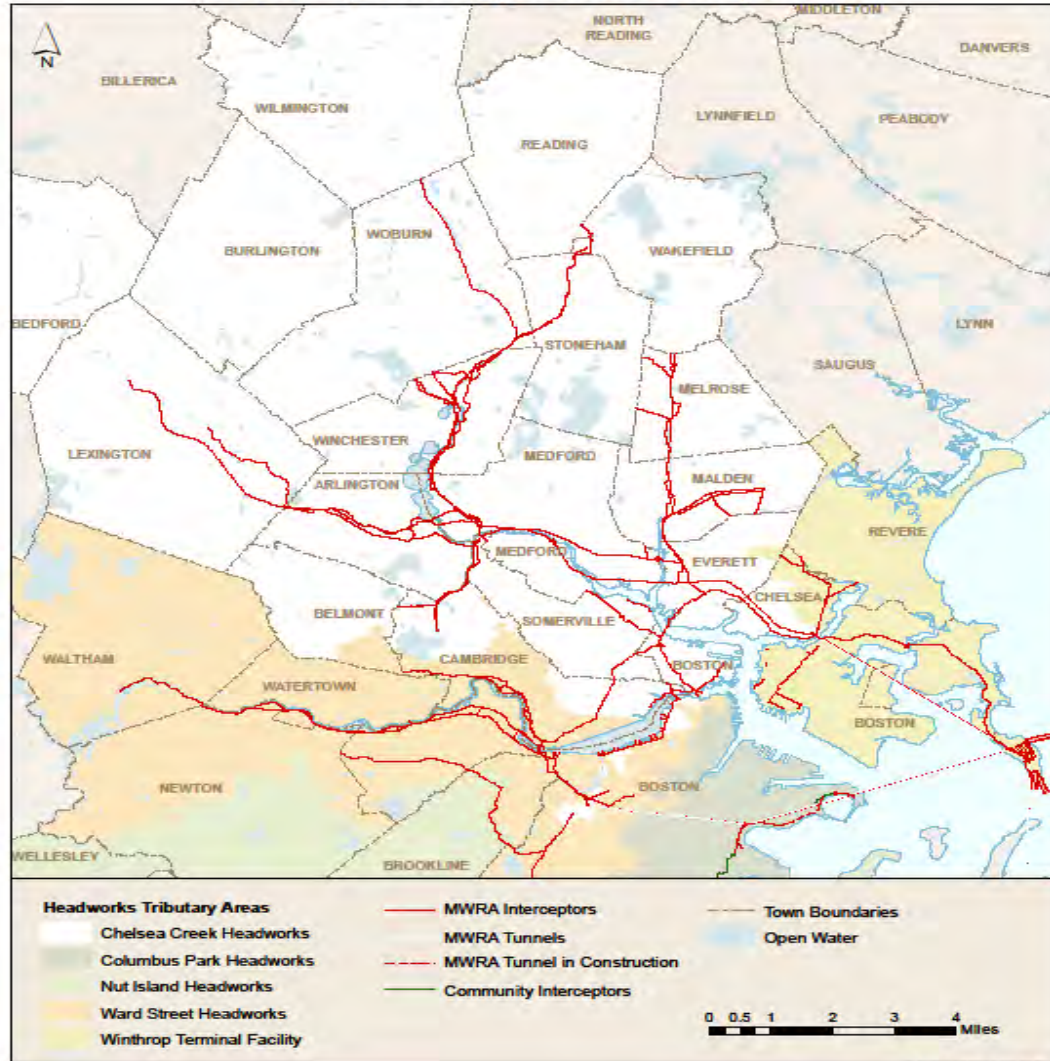 MIDDLETON
NORTH
READING
DANVERS
N
BILLERICA
WILMINGTON
LYNNFIELD
PEABODY
READING
WOBURN
BURLINGTON
WAKEFIELD
BEDFORD
LYNN
STONEHAM
SAUGUS
MELROSE
WINCHESTER
LEXINGTON
MEDFORD
ARLINGTON
MALDEN
REVERE
MEDFORD
EVERETT
CHELSEA
BELMONT
SOMERVILLE
WALTHAM
CAMBRIDGE
BOSTON
WATERTOWN
BOSTON
NEWTON
BOSTON
WELLESLEY
BROOKLINE
Headworks Tributary Areas
Chelsea Creek Headworks
Columbus Park Headworks
Nut Island Headworks
Ward Street Headworks
Winthrop Terminal Facility
MWRA Interceptors
MWRA Tunnels
MWRA Tunnel in Construction
Community Interceptors
Town Boundaries
Open Water
0 0.5 1 2 3 4
Miles